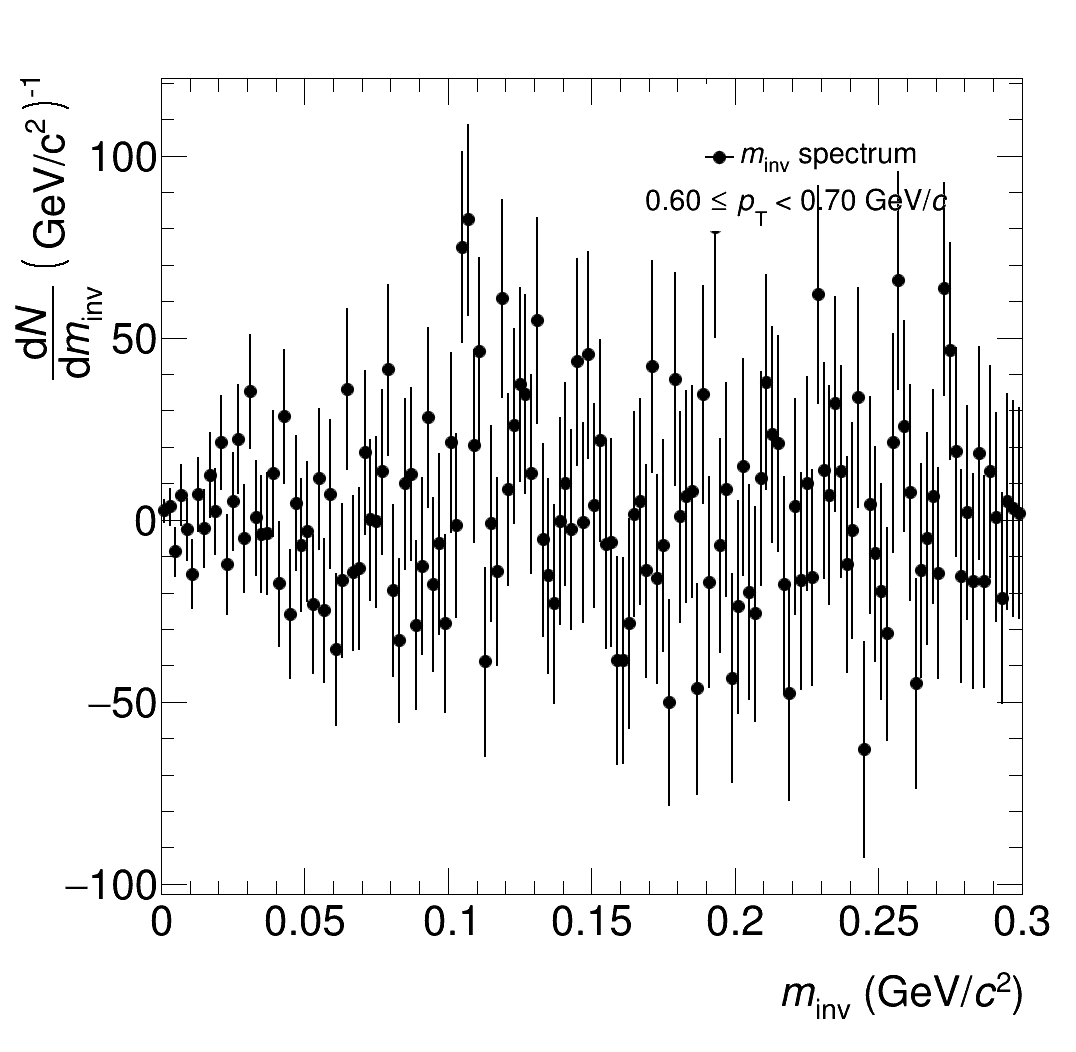 dN/dm_inv (GeV/c²)⁻¹
100
50
0
−50
−100
m_inv spectrum
0.60 ≤ p_T < 0.70 GeV/c
0 0.05 0.1 0.15 0.2 0.25 0.3
m_inv (GeV/c²)